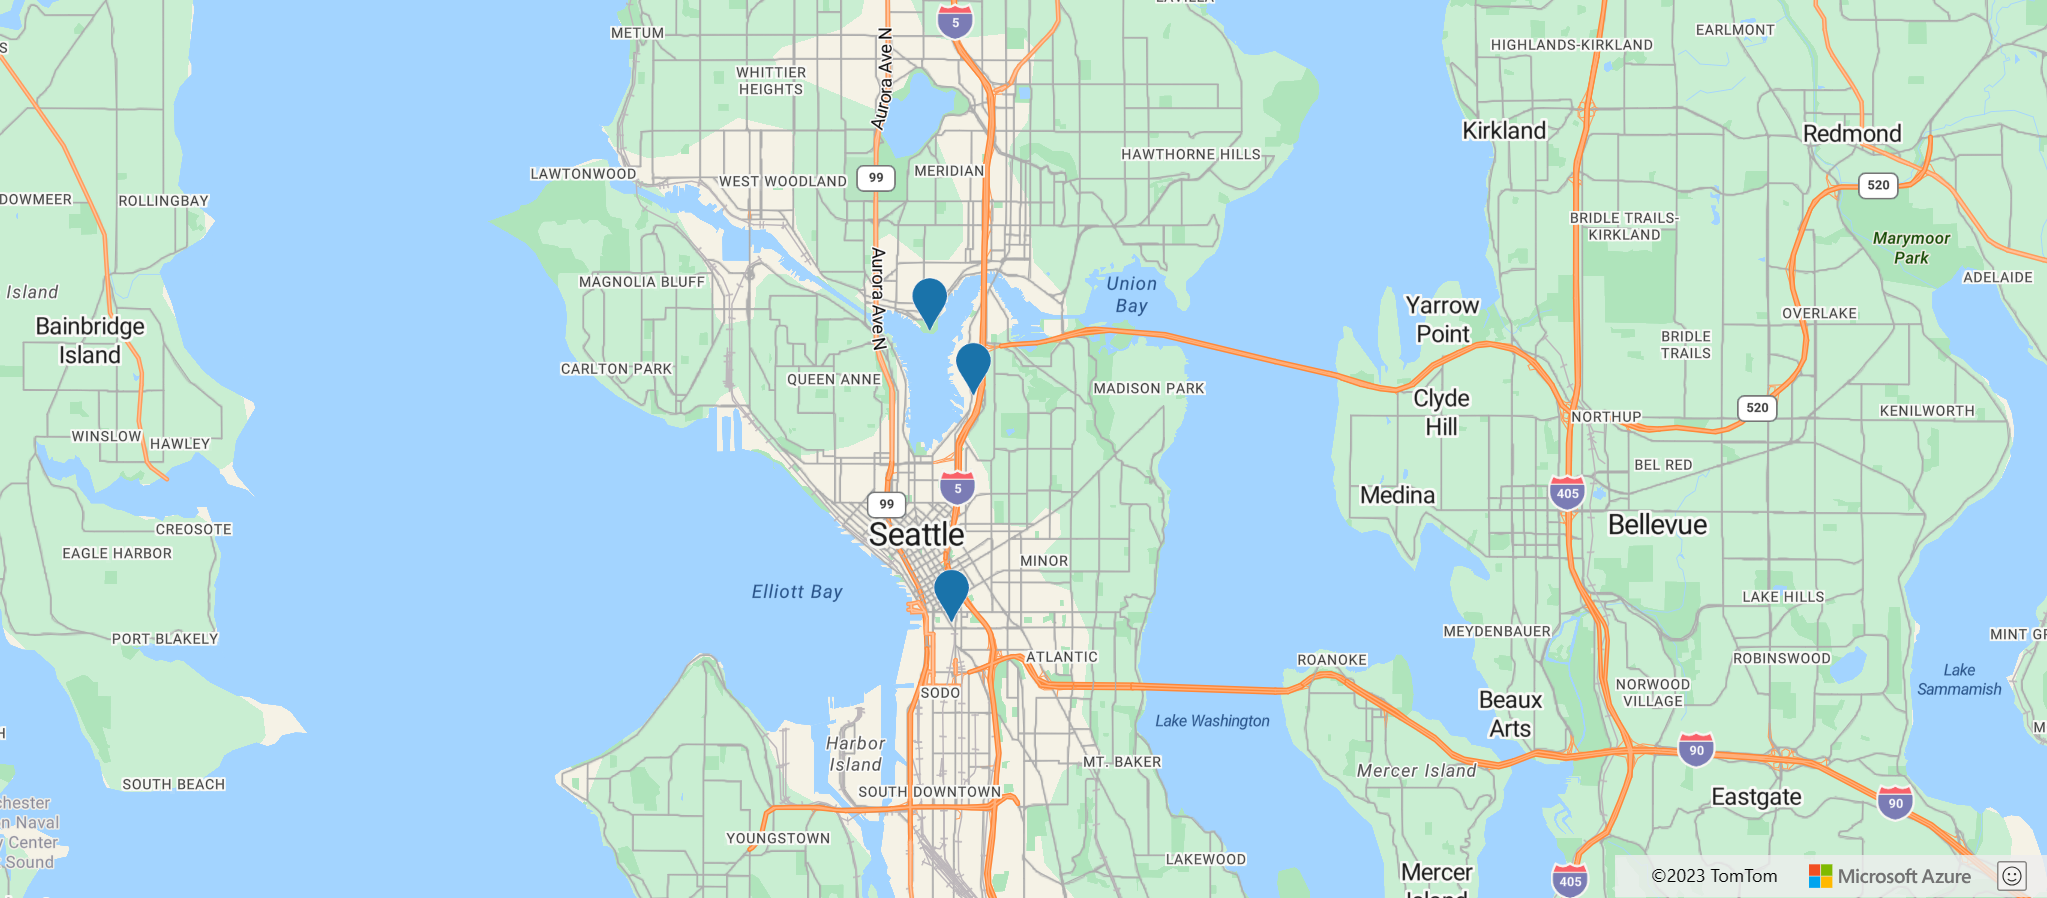 METUM
Aurora Ave N
5
HIGHLANDS-KIRKLAND
EARLMONT
WHITTIER
HEIGHTS
Kirkland
Redmond
HAWTHORNE HILLS
LAWTONWOOD
WEST WOODLAND
99
MERIDIAN
520
ROLLINGBAY
BRIDLE TRAILS-
KIRKLAND
Marymoor
Park
ADELAIDE
Island
MAGNOLIA BLUFF
Aurora Ave N
Union
Bay
Yarrow
Point
OVERLAKE
Bainbridge
Island
BRIDLE
TRAILS
CARLTON PARK
QUEEN ANNE
MADISON PARK
Clyde
Hill
NORTHUP
520
KENILWORTH
WINSLOW
HAWLEY
BEL RED
5
405
Medina
99
Seattle
Bellevue
CREOSOTE
EAGLE HARBOR
MINOR
Elliott Bay
LAKE HILLS
PORT BLAKELY
MEYDENBAUER
MINT GR
ATLANTIC
ROANOKE
ROBINSWOOD
Lake
Sammamish
SODO
NORWOOD
VILLAGE
Beaux
Arts
Lake Washington
Harbor
Island
90
MT. BAKER
Mercer Island
SOUTH BEACH
SOUTH DOWNTOWN
Eastgate
90
chester
n Naval
y Center
Sound
YOUNGSTOWN
LAKEWOOD
Mercer
Island
405
©2023 TomTom
Microsoft Azure